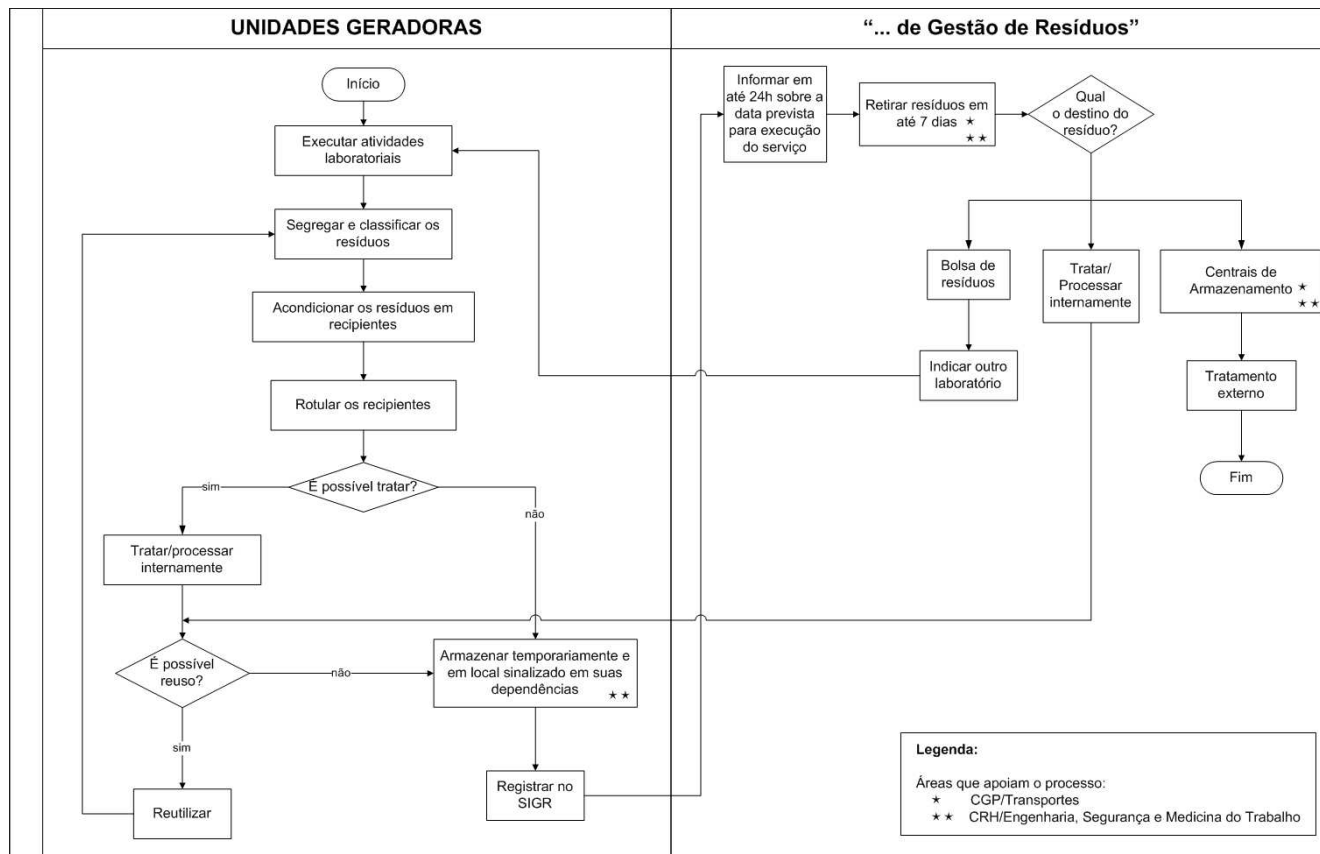 UNIDADES GERADORAS
Início
Executar atividades
laboratoriais
Segregar e classificar os
resíduos
Acondicionar os resíduos em
recipientes
Rotular os recipientes
É possível tratar?
sim
não
Tratar/processar
internamente
É possível
reuso?
não
sim
Armazenar temporariamente e
em local sinalizado em suas
dependências
★ ★
Reutilizar
Registrar no
SIGR
“... de Gestão de Resíduos”
Informar em
até 24h sobre a
data prevista
para execução
do serviço
Retirar resíduos em
até 7 dias ★
★ ★
Qual
o destino do
resíduo?
Bolsa de
resíduos
Indicar outro
laboratório
Tratar/
Processar
internamente
Centrais de
Armazenamento ★
★ ★
Tratamento
externo
Fim
Legenda:
Áreas que apoiam o processo:
★ CGP/Transportes
★ ★ CRH/Engenharia, Segurança e Medicina do Trabalho